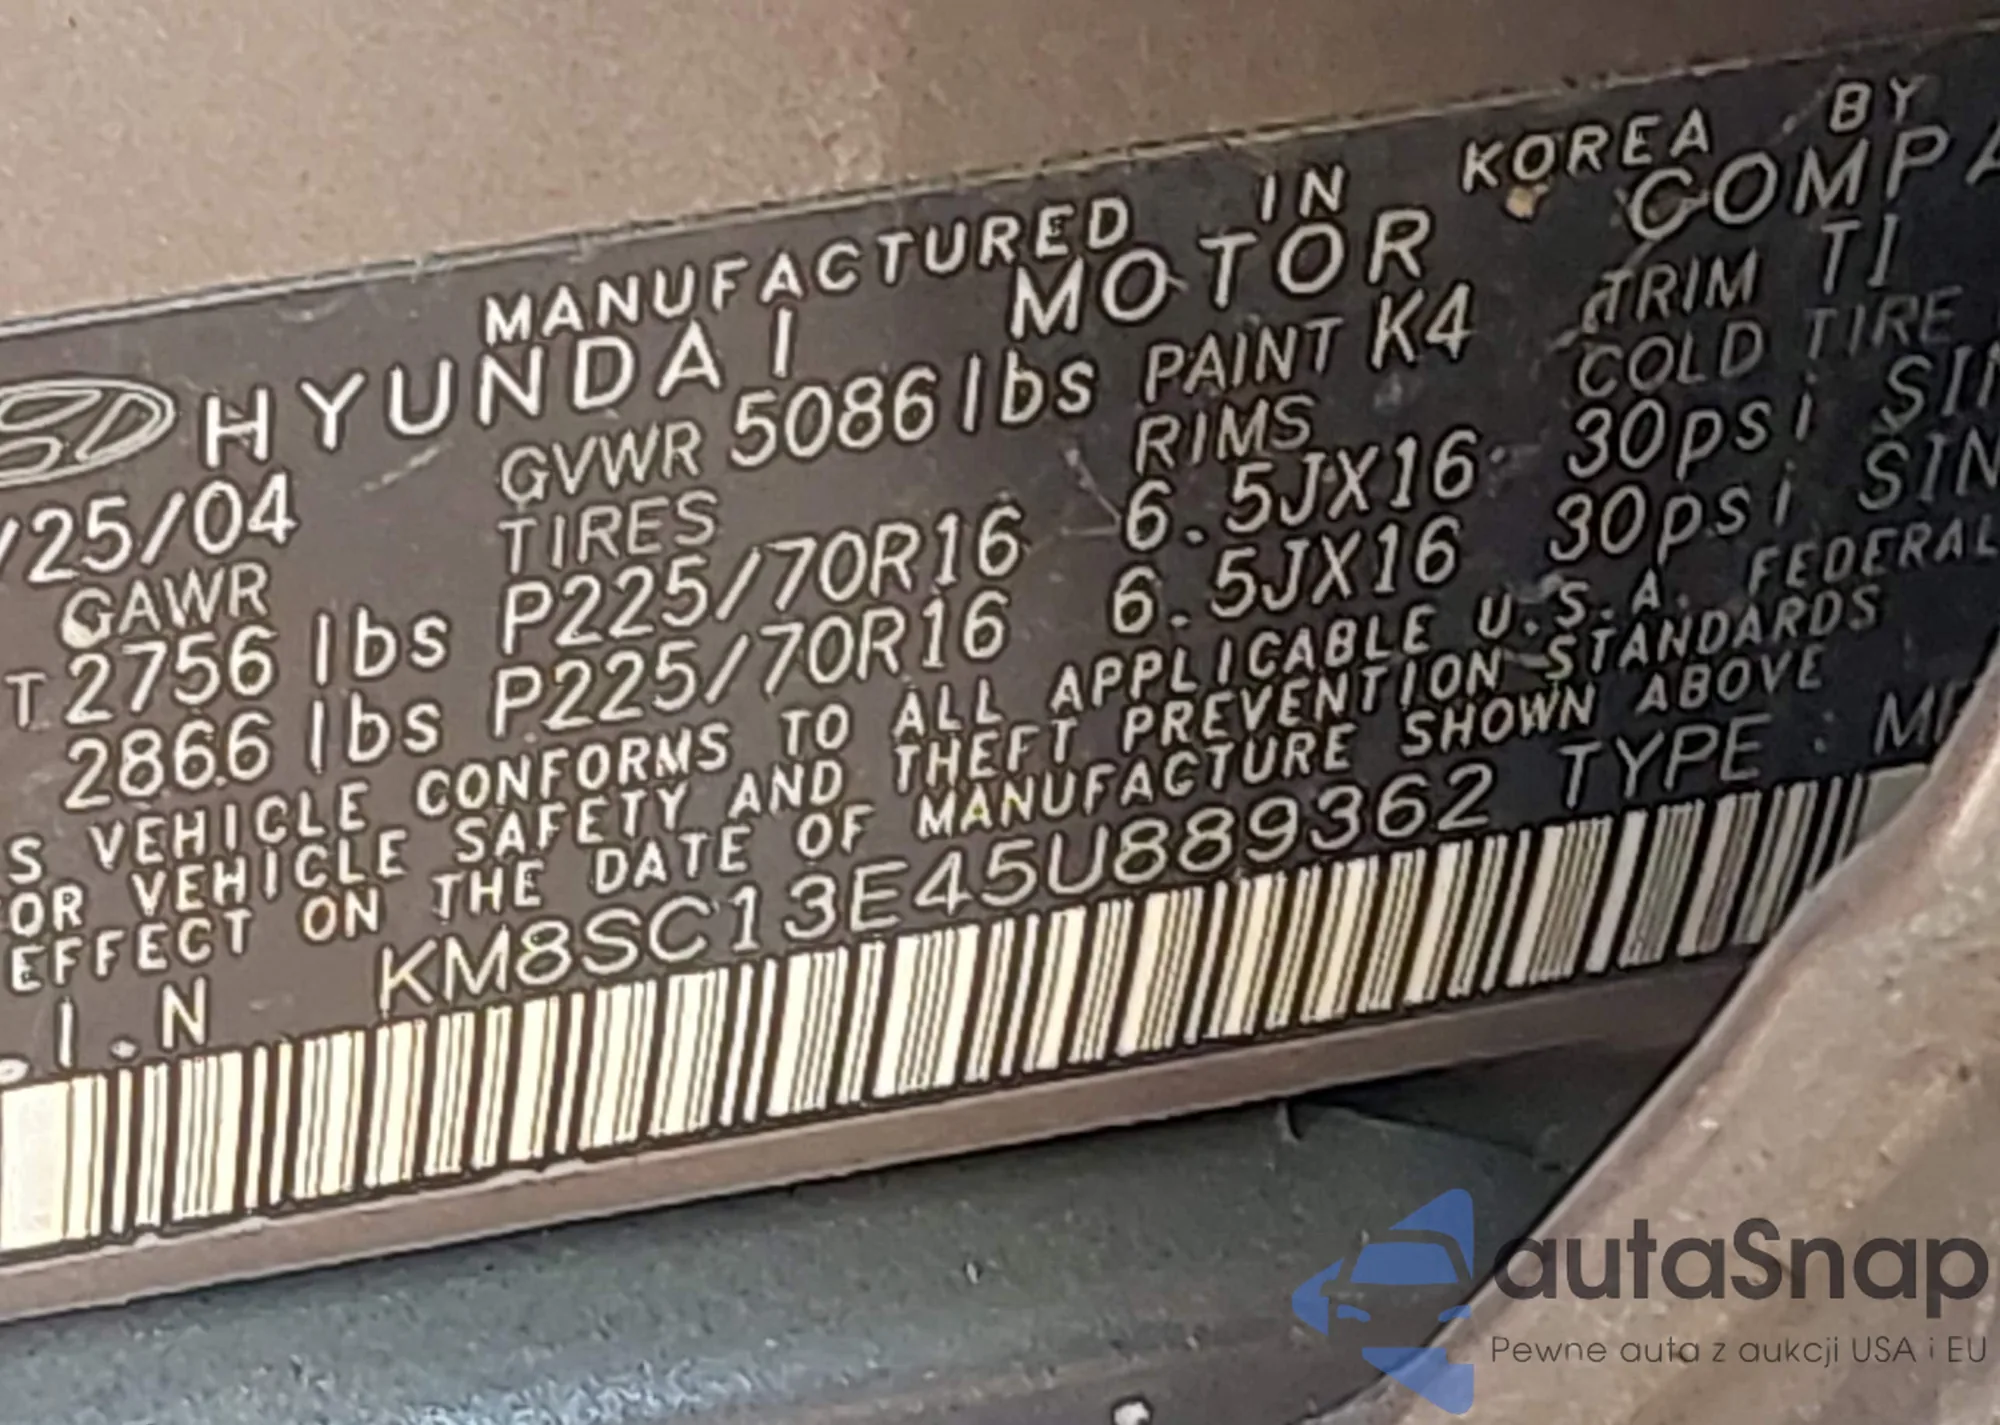 MANUFACTURED IN KOREA BY
HYUNDAI MOTOR COMPA
/25/04 GVWR 5086 lbs PAINT K4 TRIM TI
GAWR TIRES RIMS COLD TIRE
T 2756 lbs P225/70R16 6.5JX16 30psi SIN
2866 lbs P225/70R16 6.5JX16 30psi SIN
S VEHICLE CONFORMS TO ALL APPLICABLE U.S.A. FEDERAL
OR VEHICLE SAFETY AND THEFT PREVENTION STANDARDS
EFFECT ON THE DATE OF MANUFACTURE SHOWN ABOVE
.I.N KM8SC13E45U889362 TYPE
autaSnap
Pewne auta z aukcji USA i EU